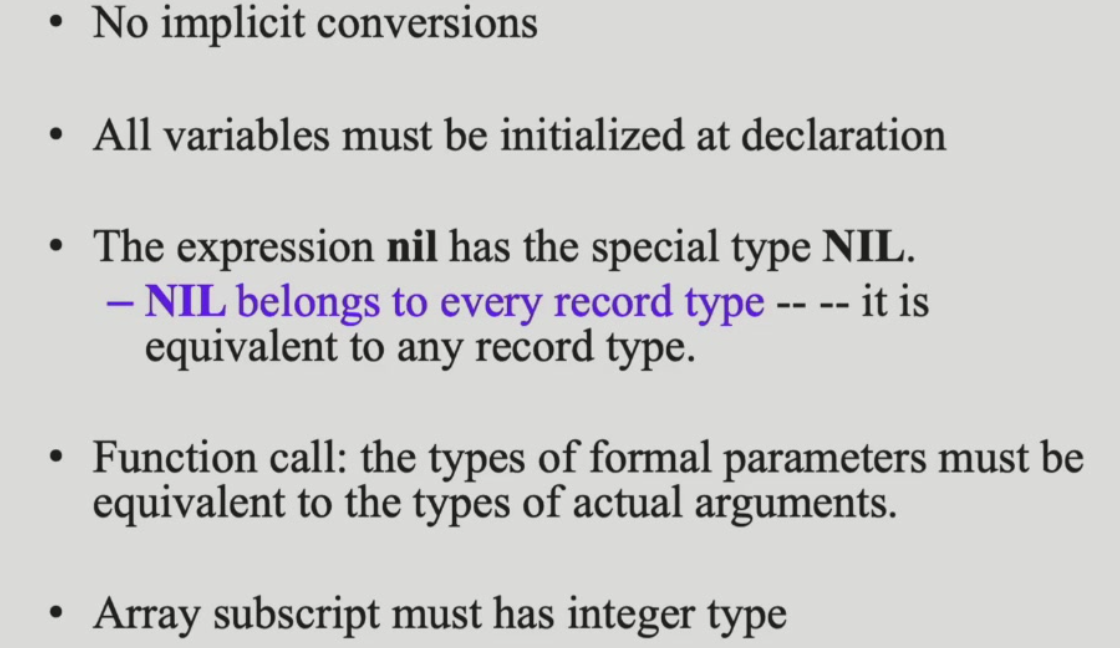 • No implicit conversions
• All variables must be initialized at declaration
• The expression nil has the special type NIL.
– NIL belongs to every record type -- -- it is
equivalent to any record type.
• Function call: the types of formal parameters must be
equivalent to the types of actual arguments.
• Array subscript must has integer type